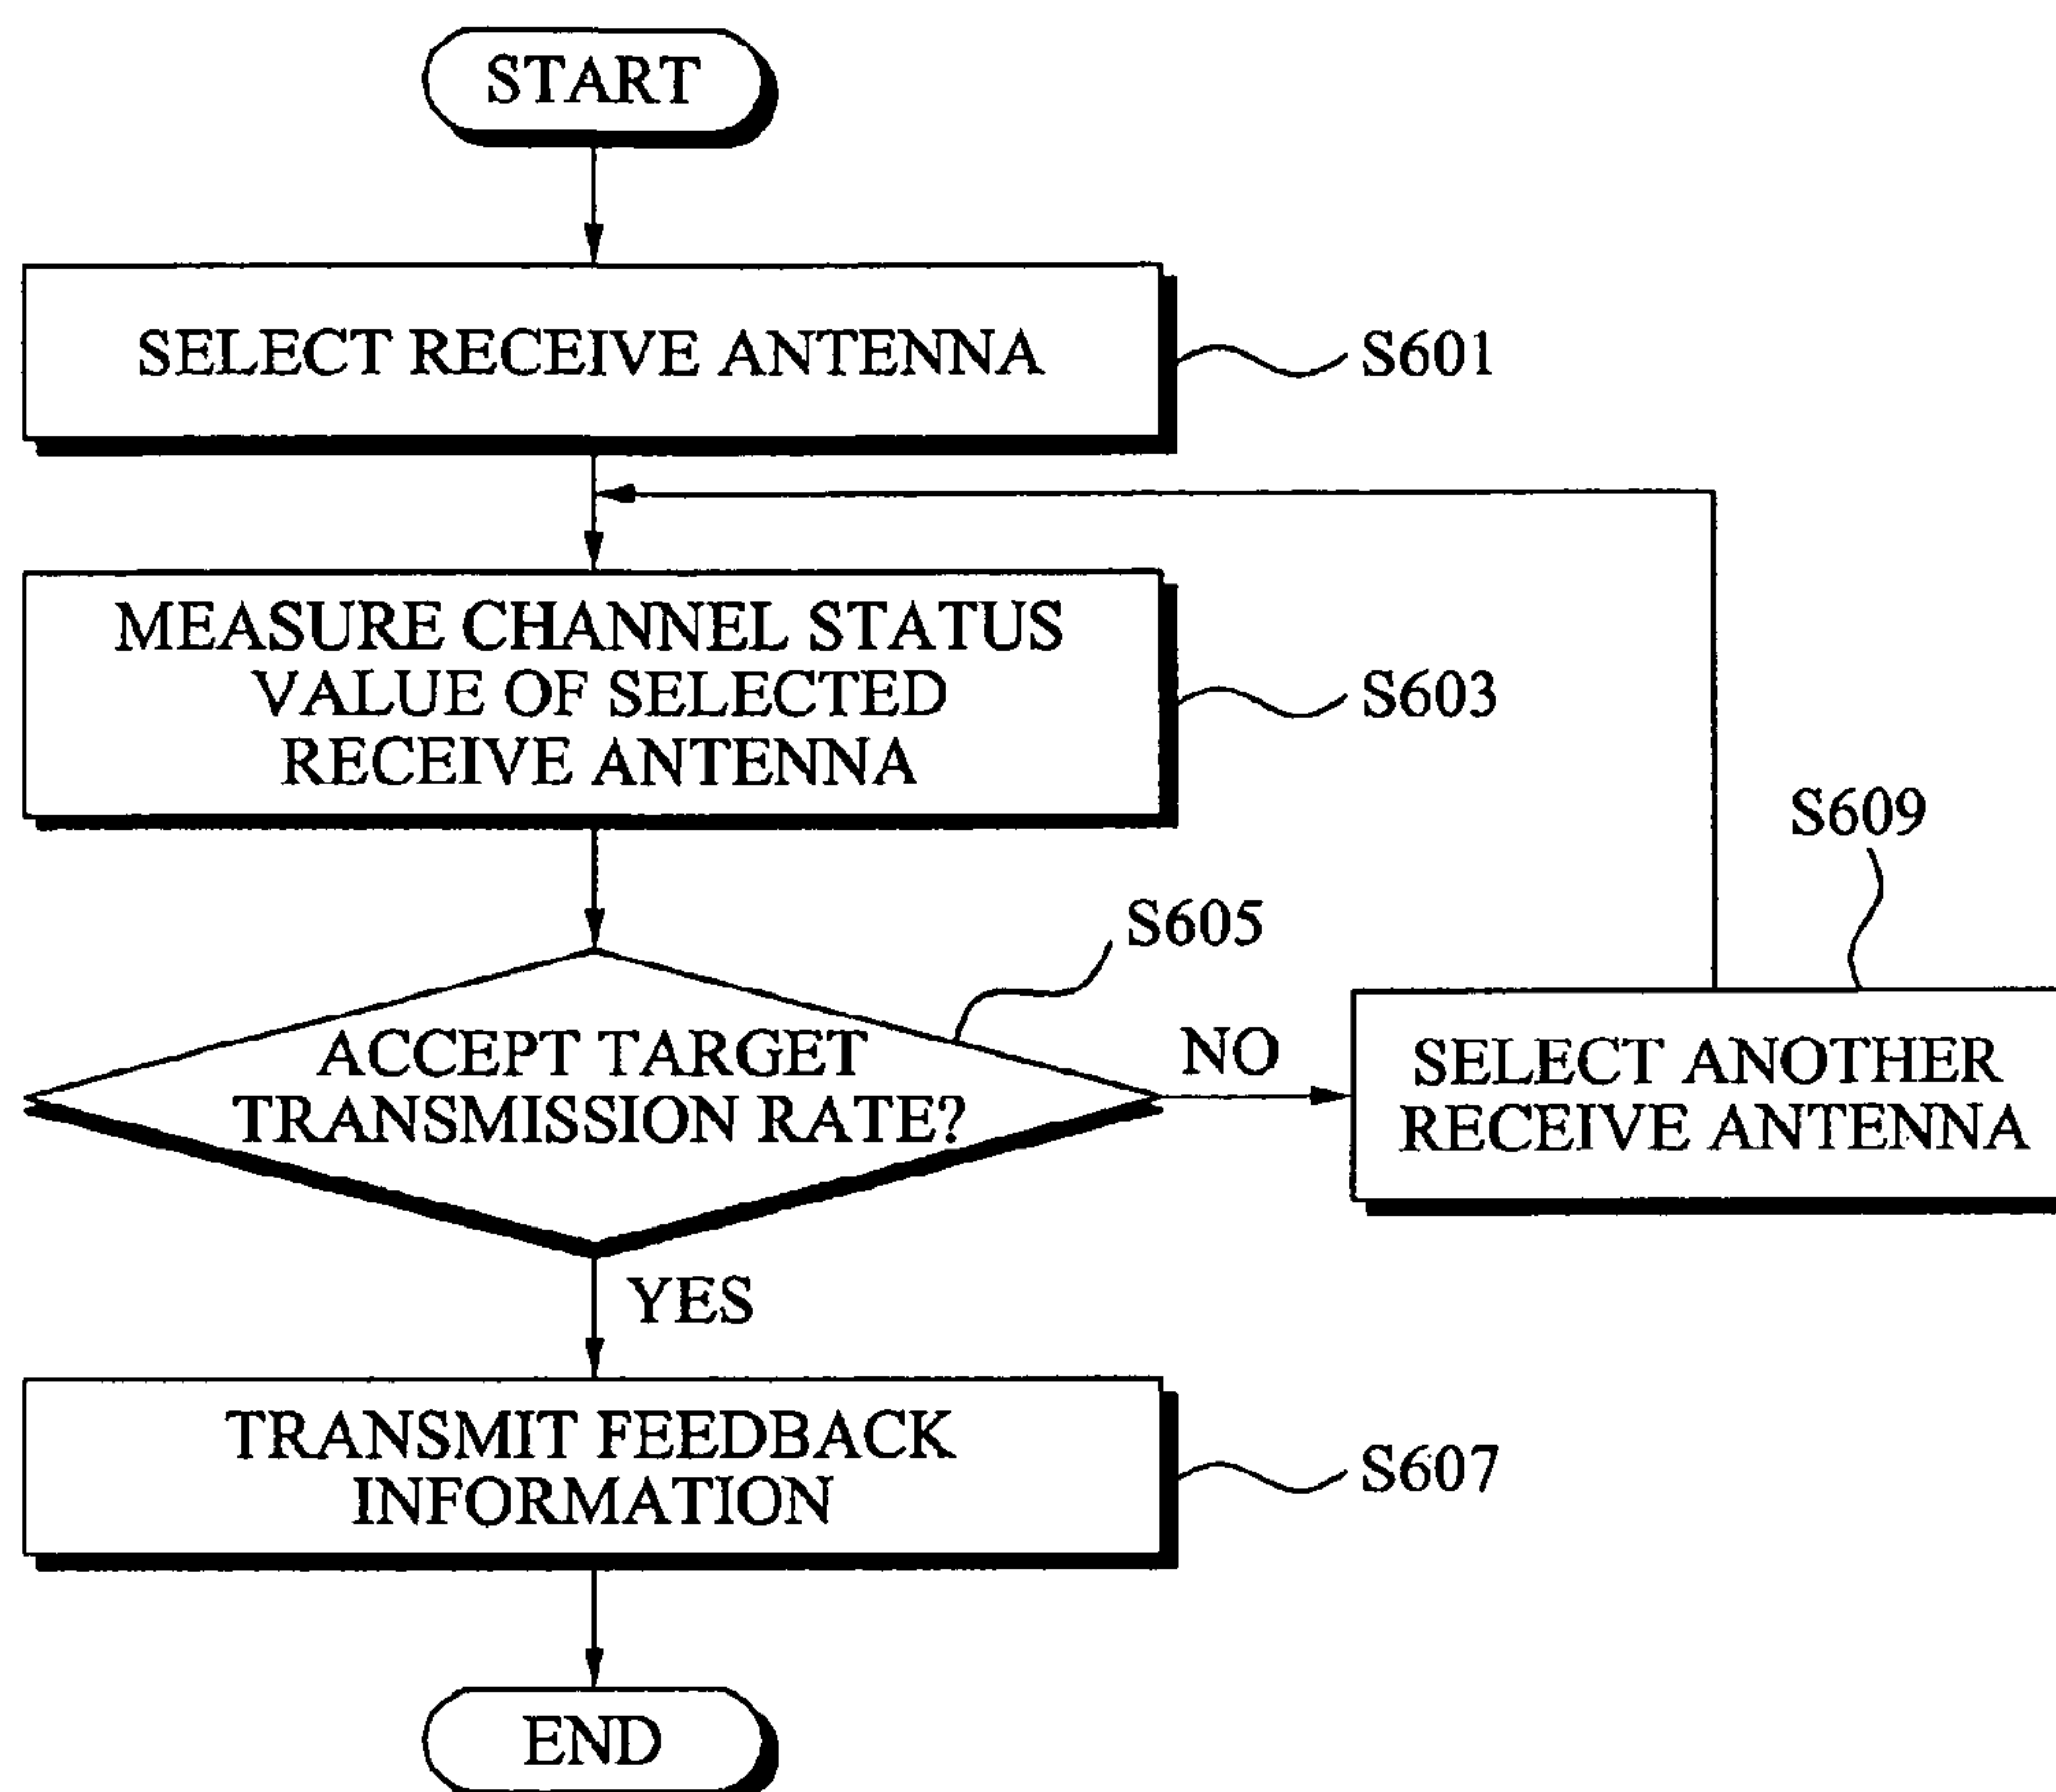 START
SELECT RECEIVE ANTENNA
S601
MEASURE CHANNEL STATUS
VALUE OF SELECTED
RECEIVE ANTENNA
S603
S609
S605
ACCEPT TARGET
TRANSMISSION RATE?
NO
SELECT ANOTHER
RECEIVE ANTENNA
YES
TRANSMIT FEEDBACK
INFORMATION
S607
END